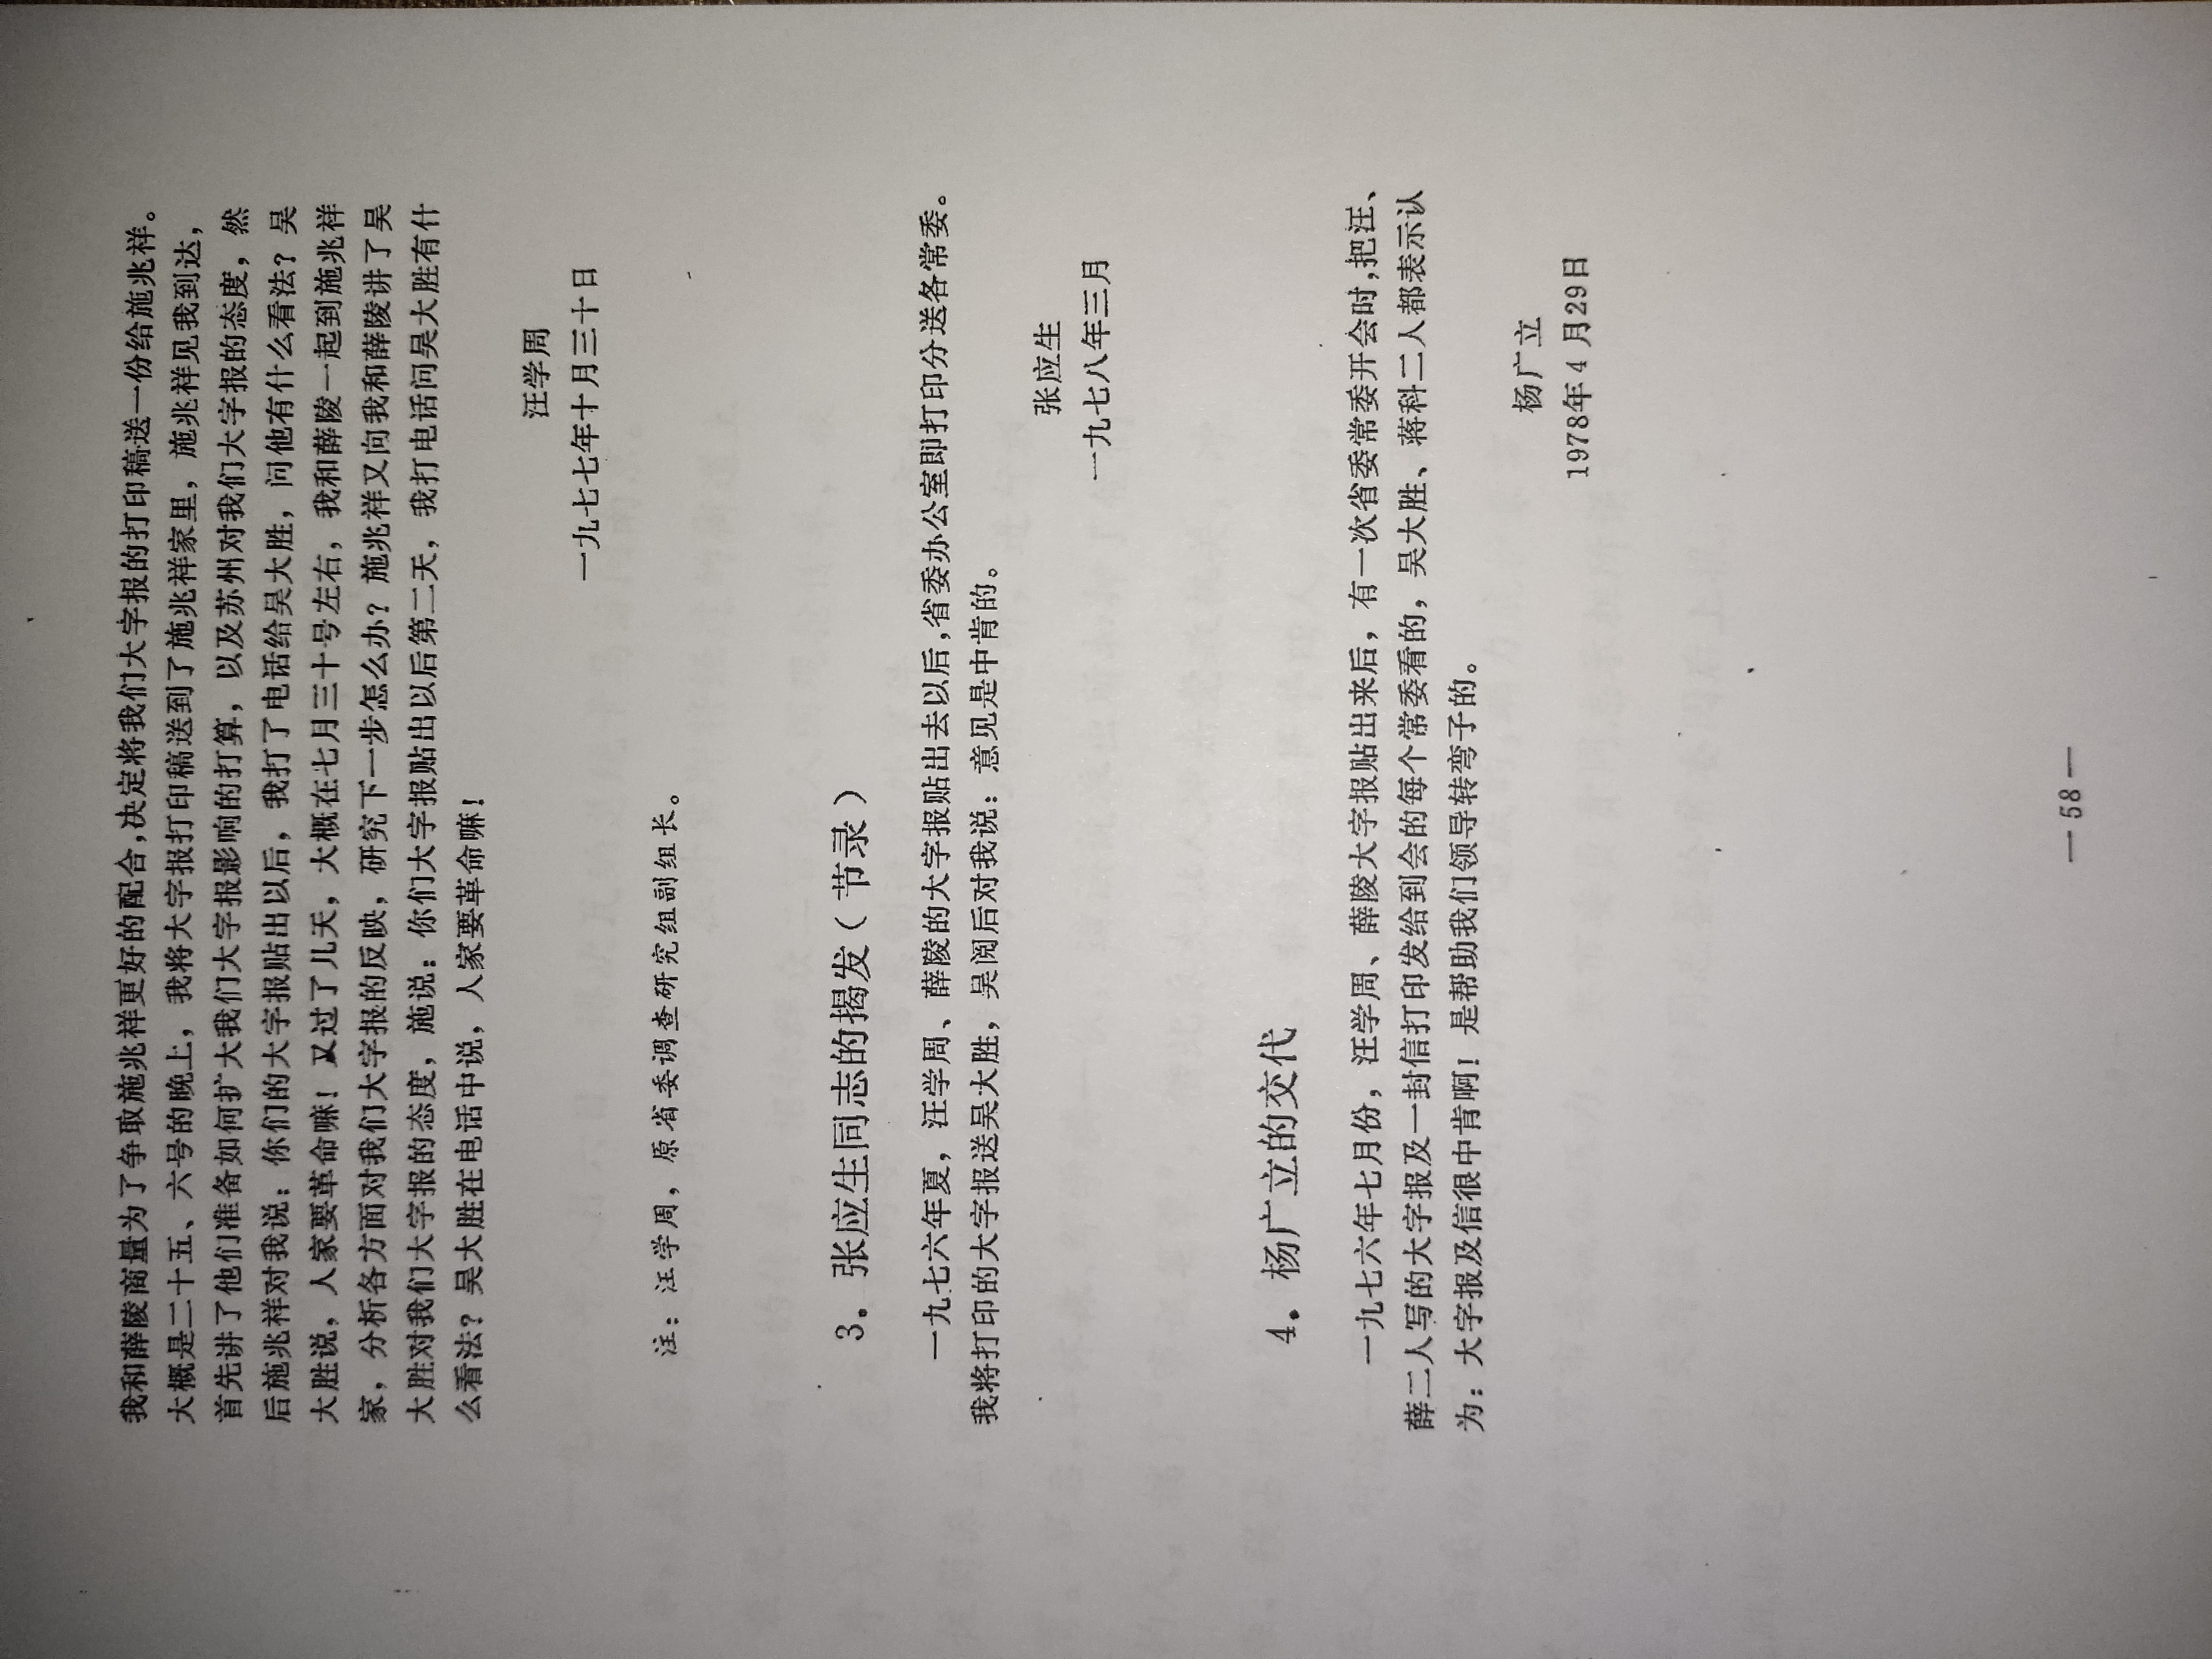 我和薛陵商量为了争取施兆祥更好的配合，决定将我们大字报的打印稿送一份给施兆祥。
大概是二十五、六号的晚上，我将大字报打印稿送到了施兆祥家里，施兆祥见我到达，
首先讲了他们准备如何扩大我们大字报影响的打算，以及苏州对我们大字报的态度，然
后施兆祥对我说：你们的大字报贴出以后，我打了电话给吴大胜，问他有什么看法？吴
大胜说，人家要革命嘛！又过了几天，大概在七月三十号左右，我和薛陵一起到施兆祥
家，分析各方面对我们大字报的反映，研究下一步怎么办？施兆祥又向我和薛陵讲了吴
大胜对我们大字报的态度，施说：你们大字报贴出以后第二天，我打电话问吴大胜有什
么看法？吴大胜在电话中说，人家要革命嘛！
汪学周
一九七七年十月三十日
注：汪学周，原省委调查研究组副组长。
3．张应生同志的揭发（节录）
一九七六年夏，汪学周、薛陵的大字报贴出去以后，省委办公室即打印分送各常委。
我将打印的大字报送吴大胜，吴阅后对我说：意见是中肯的。
张应生
一九七八年三月
4．杨广立的交代
一九七六年七月份，汪学周、薛陵大字报贴出来后，有一次省委常委开会时，把汪、
薛二人写的大字报及一封信打印发给到会的每个常委看的，吴大胜、蒋科二人都表示认
为：大字报及信很中肯啊！是帮助我们领导转弯子的。
杨广立
1978年4月29日
— 58 —